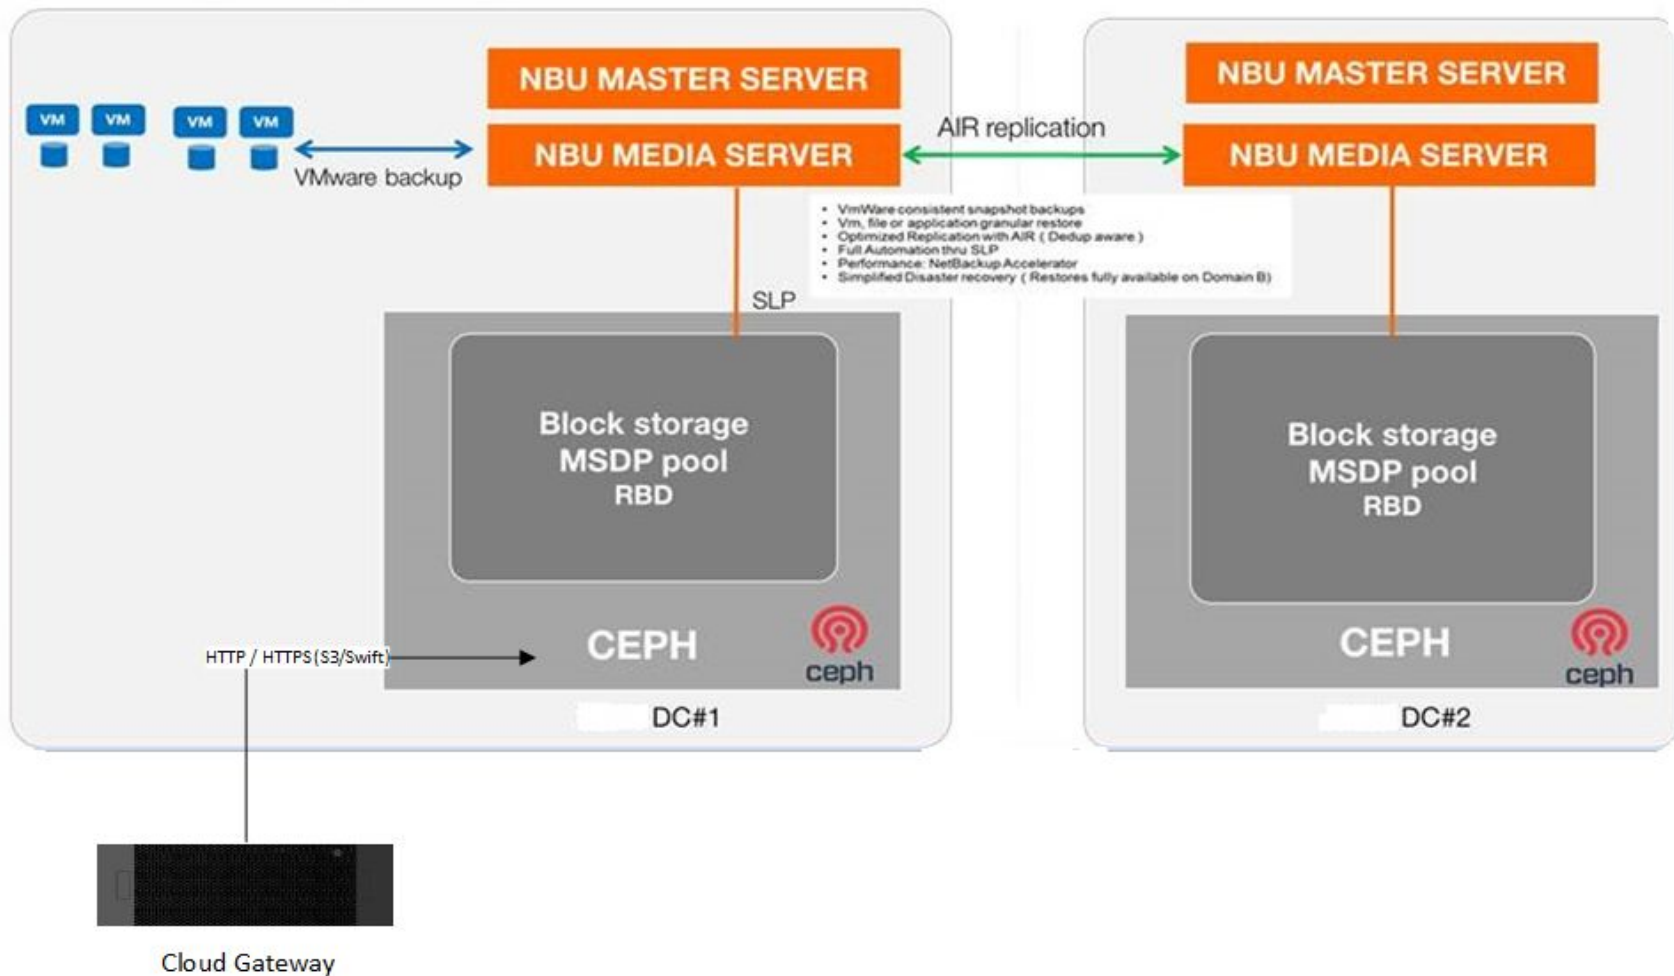 NBU MASTER SERVER
NBU MASTER SERVER
VM
VM
VM
VM
NBU MEDIA SERVER
AIR replication
NBU MEDIA SERVER
VMware backup
• VmWare consistent snapshot backups
• Vm, file or application granular restore
• Optimized Replication with AIR ( Dedup aware )
• Full Automation thru SLP
• Performance: NetBackup Accelerator
• Simplified Disaster recovery ( Restores fully available on Domain B)
SLP
Block storage
MSDP pool
RBD
Block storage
MSDP pool
RBD
CEPH
ceph
CEPH
ceph
HTTP / HTTPS(S3/Swift)
DC#1
DC#2
Cloud Gateway